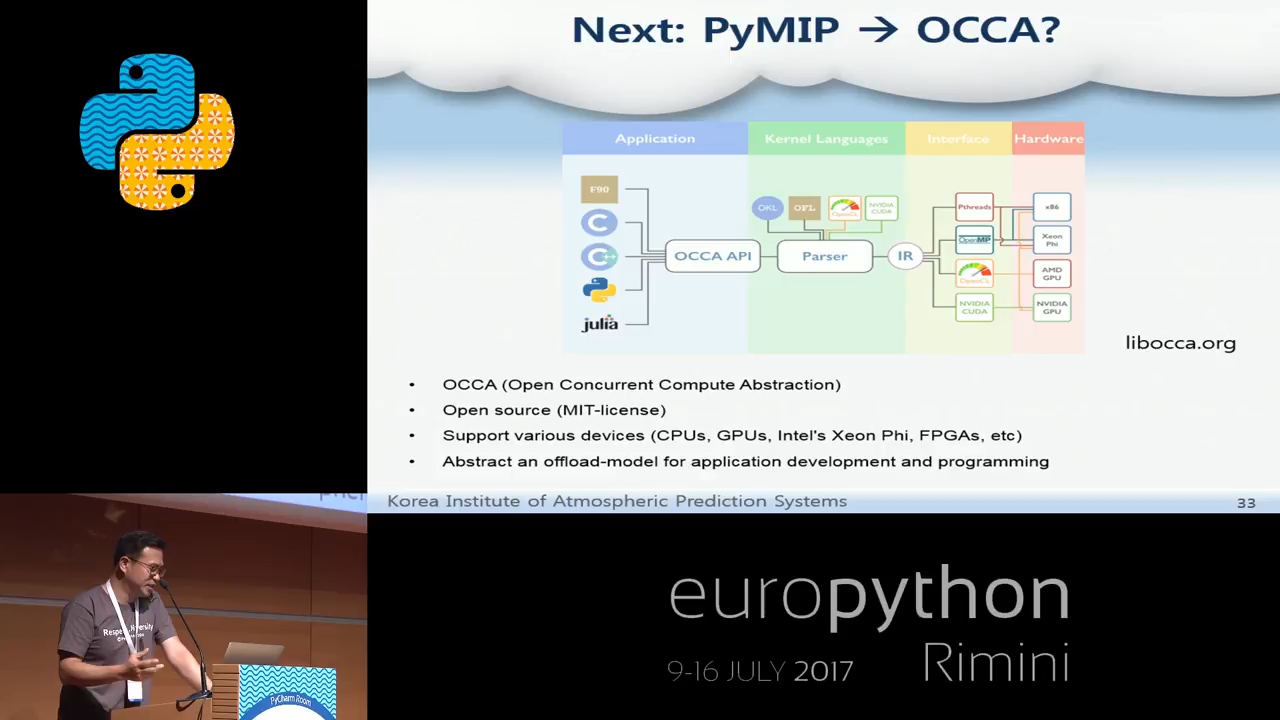 Next: PyMIP → OCCA?
Application
Kernel Languages
Interface
Hardware
F90
C
C++
julia
OCCA API
OKL
OFL
OpenCL
NVIDIA CUDA
Parser
IR
Pthreads
OpenMP
OpenCL
NVIDIA CUDA
x86
Xeon Phi
AMD GPU
NVIDIA GPU
libocca.org
• OCCA (Open Concurrent Compute Abstraction)
• Open source (MIT-license)
• Support various devices (CPUs, GPUs, Intel's Xeon Phi, FPGAs, etc)
• Abstract an offload-model for application development and programming
Korea Institute of Atmospheric Prediction Systems
33
PyCharm Room
europython
Rimini
9-16 JULY 2017